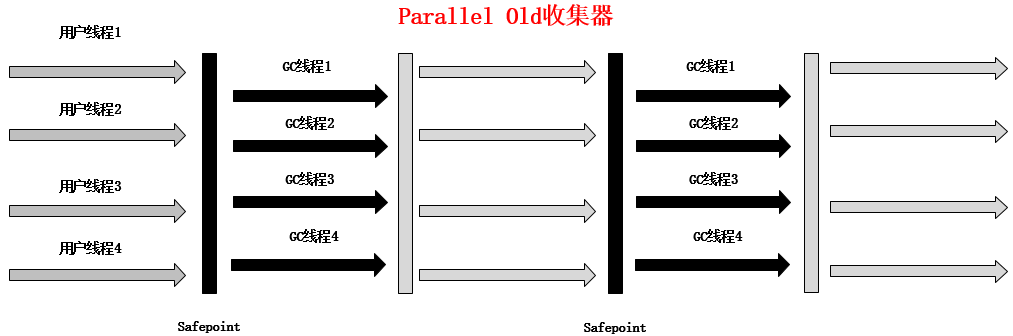 Parallel Old收集器
用户线程1
用户线程2
用户线程3
用户线程4
GC线程1
GC线程2
GC线程3
GC线程4
GC线程1
GC线程2
GC线程3
GC线程4
Safepoint
Safepoint